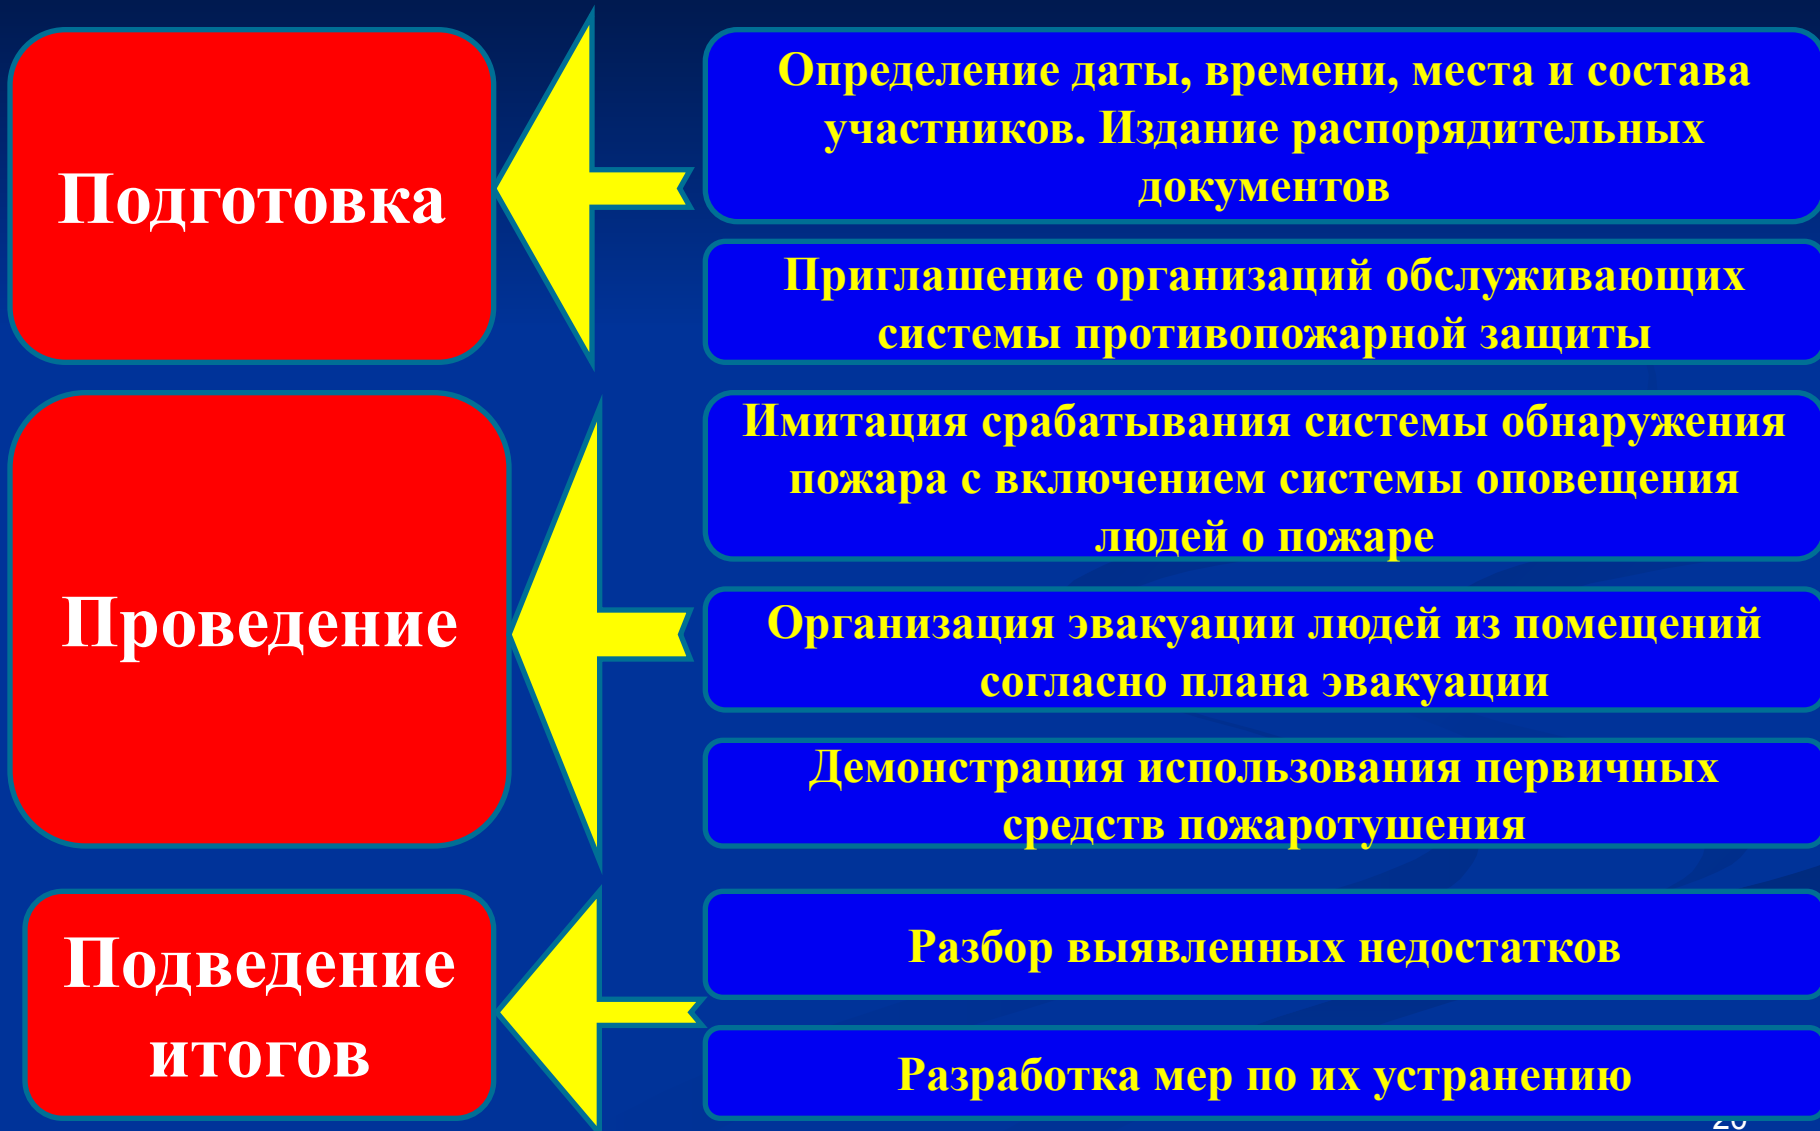 Подготовка
Определение даты, времени, места и состава
участников. Издание распорядительных
документов
Приглашение организаций обслуживающих
системы противопожарной защиты
Проведение
Имитация срабатывания системы обнаружения
пожара с включением системы оповещения
людей о пожаре
Организация эвакуации людей из помещений
согласно плана эвакуации
Демонстрация использования первичных
средств пожаротушения
Подведение
итогов
Разбор выявленных недостатков
Разработка мер по их устранению